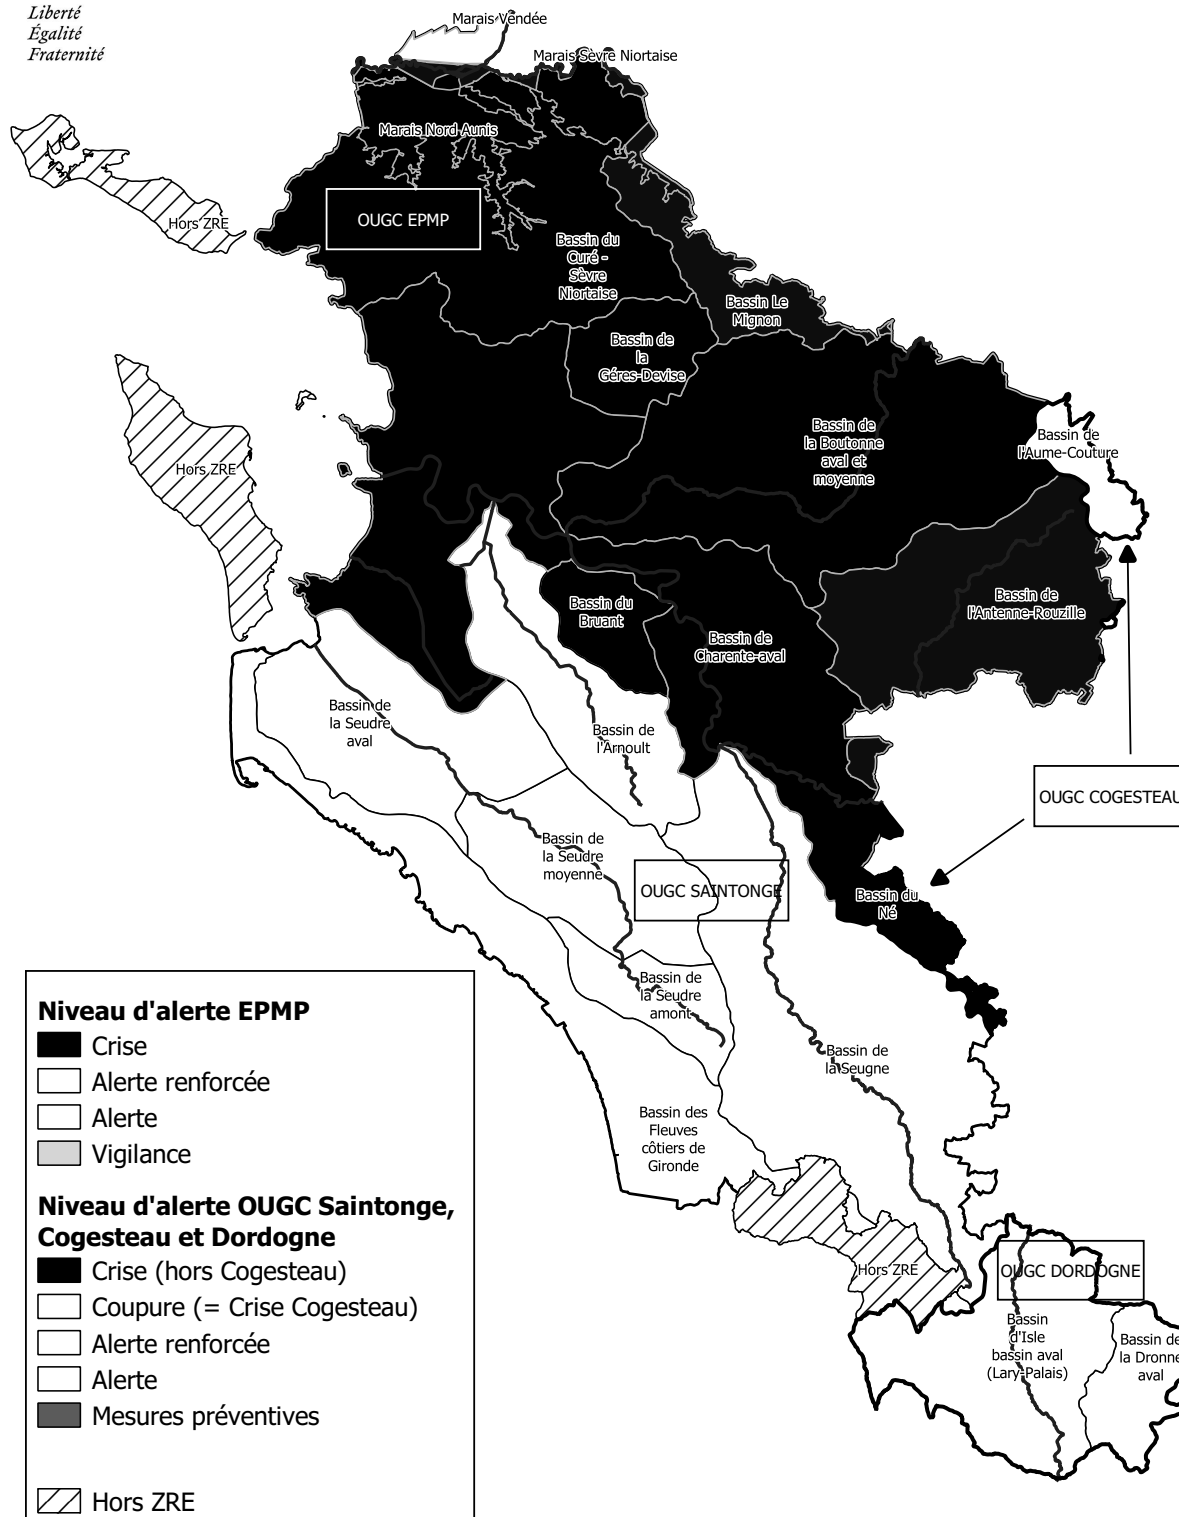 Liberté
Égalité
Fraternité
Marais Vendée
Marais Sèvre Niortaise
Marais Nord Aunis
Hors ZRE
OUGC EPMP
Bassin du
Curé -
Sèvre
Niortaise
Bassin Le
Mignon
Bassin de
la
Géres-Devise
Bassin de
la Boutonne
aval et
moyenne
Bassin de
l'Aume-Couture
Hors ZRE
Bassin du
Bruant
Bassin de
l'Antenne-Rouzille
Bassin de
Charente-aval
Bassin de
la Seudre
aval
Bassin de
l'Arnoult
OUGC COGESTEAU
Bassin de
la Seudre
moyenne
OUGC SAINTONGE
Bassin du
Né
Bassin de
la Seudre
amont
Bassin de
la Seugne
Bassin des
Fleuves
côtiers de
Gironde
Hors ZRE
OUGC DORDOGNE
Bassin
d'Isle
bassin aval
(Lary-Palais)
Bassin de
la Dronne
aval
Niveau d'alerte EPMP
Crise
Alerte renforcée
Alerte
Vigilance
Niveau d'alerte OUGC Saintonge,
Cogesteau et Dordogne
Crise (hors Cogesteau)
Coupure (= Crise Cogesteau)
Alerte renforcée
Alerte
Mesures préventives
Hors ZRE